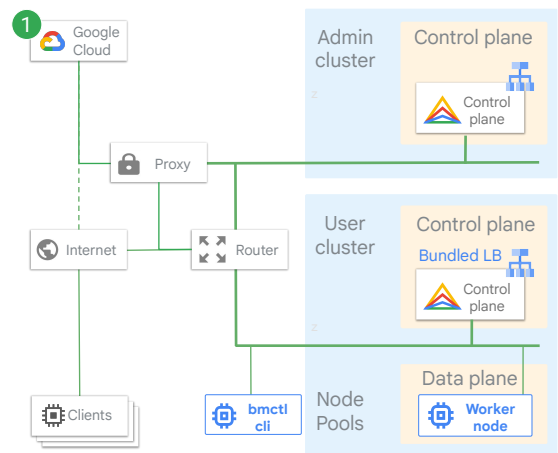 1
Google
Cloud
Admin
cluster
Control plane
z
Control
plane
Proxy
Internet
Router
User
cluster
Control plane
Bundled LB
Control
plane
z
Clients
bmctl
cli
Node
Pools
Data plane
Worker
node